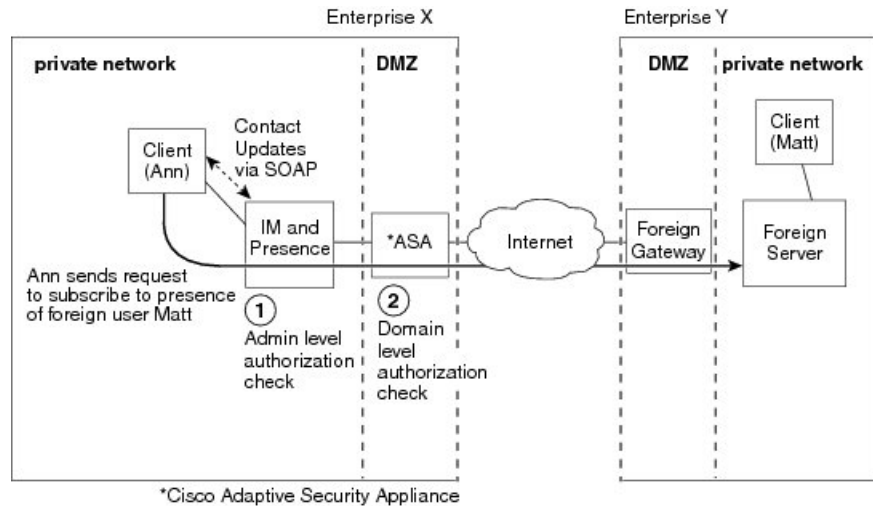 Enterprise X
Enterprise Y
private network
DMZ
DMZ
private network
Client
(Ann)
Contact
Updates
via SOAP
Client
(Matt)
IM and
Presence
*ASA
Internet
Foreign
Gateway
Foreign
Server
Ann sends request
to subscribe to presence
of foreign user Matt
1
Admin level
authorization
check
2
Domain
level
authorization
check
*Cisco Adaptive Security Appliance